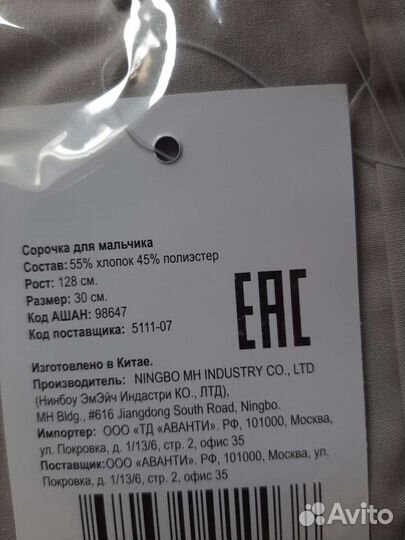 Сорочка для мальчика
Состав: 55% хлопок 45% полиэстер
Рост: 128 см.
Размер: 30 см.
Код АШАН: 98647
Код поставщика: 5111-07
EAC
Изготовлено в Китае.
Производитель: NINGBO MH INDUSTRY CO., LTD
(Нинбоу ЭмЭйч Индастри КО., ЛТД),
MH Bldg., #616 Jiangdong South Road, Ningbo.
Импортер: ООО «ТД «АВАНТИ». РФ, 101000, Москва,
ул. Покровка, д. 1/13/6, стр. 2, офис 35
Поставщик:ООО «АВАНТИ». РФ, 101000, Москва, ул.
Покровка, д. 1/13/6, стр. 2, офис 35
Avito